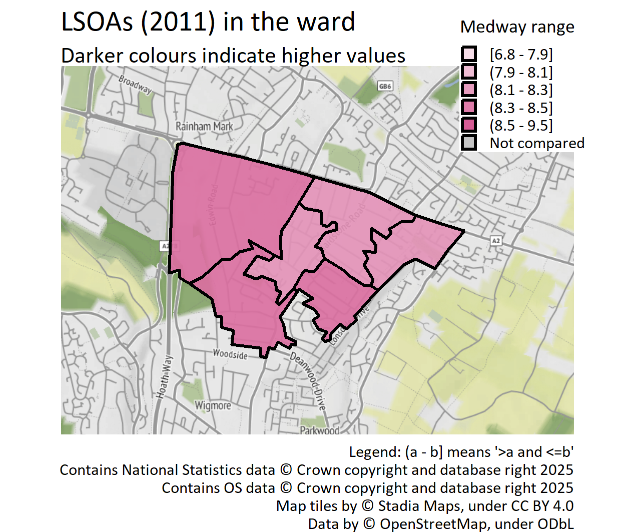 LSOAs (2011) in the ward
Darker colours indicate higher values
Medway range
[6.8 - 7.9]
(7.9 - 8.1]
(8.1 - 8.3]
(8.3 - 8.5]
(8.5 - 9.5]
Not compared
Broadway
GB6
Rainham Mark
A2
A2
Woodside
Deanwood-Drive
Hoath-Way
Wigmore
Parkwood
Legend: (a - b] means '>a and <=b'
Contains National Statistics data © Crown copyright and database right 2025
Contains OS data © Crown copyright and database right 2025
Map tiles by © Stadia Maps, under CC BY 4.0
Data by © OpenStreetMap, under ODbL